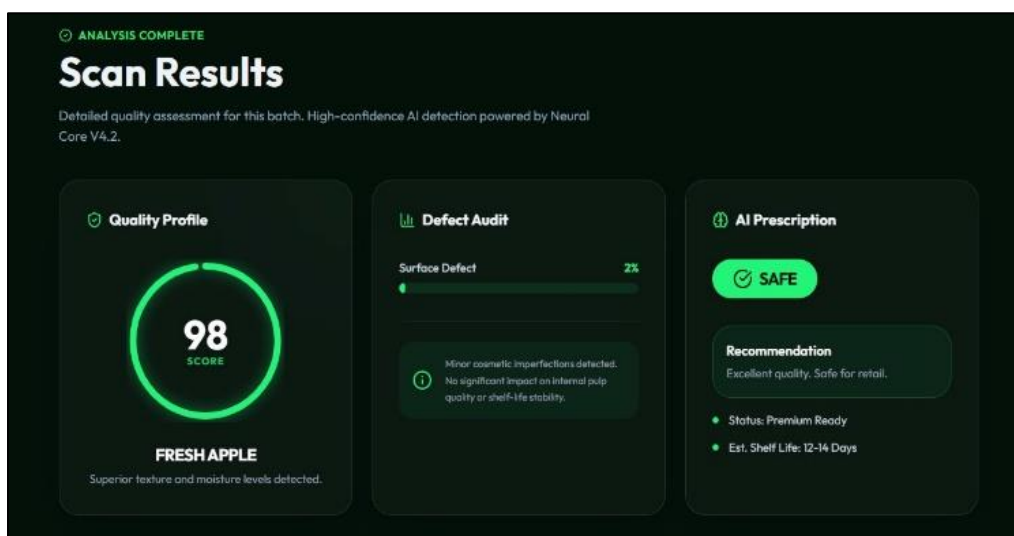 ANALYSIS COMPLETE
Scan Results
Detailed quality assessment for this batch. High-confidence AI detection powered by Neural
Core V4.2.
Quality Profile
98
SCORE
FRESH APPLE
Superior texture and moisture levels detected.
Defect Audit
Surface Defect 2%
Minor cosmetic imperfections detected.
No significant impact on internal pulp
quality or shelf-life stability.
AI Prescription
SAFE
Recommendation
Excellent quality. Safe for retail.
Status: Premium Ready
Est. Shelf Life: 12-14 Days